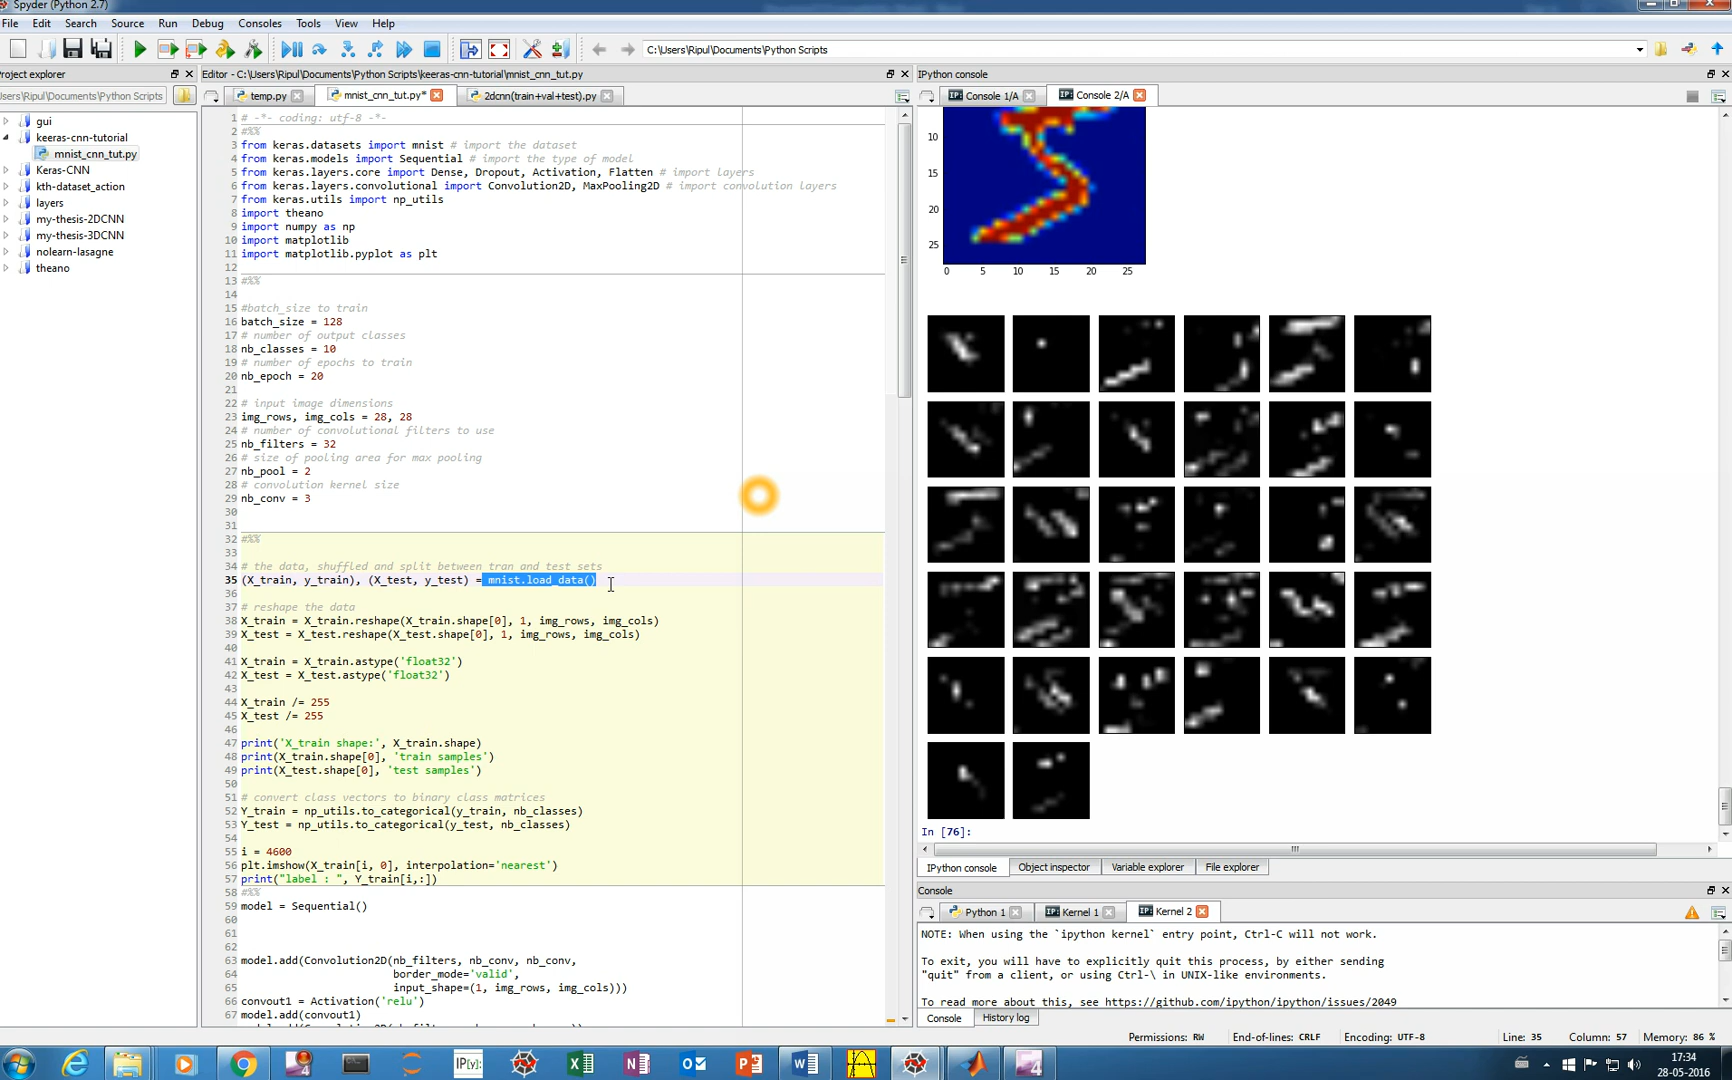 Spyder (Python 2.7)
File Edit Search Source Run Debug Consoles Tools View Help
C:\Users\Ripul\Documents\Python Scripts
Project explorer
Editor - C:\Users\Ripul\Documents\Python Scripts\keeras-cnn-tutorial\mnist_cnn_tut.py
IPython console
sers\Ripul\Documents\Python Scripts
temp.py
mnist_cnn_tut.py*
2dcnn(train+val+test).py
IP: Console 1/A
IP: Console 2/A
gui
keeras-cnn-tutorial
mnist_cnn_tut.py
Keras-CNN
kth-dataset_action
layers
my-thesis-2DCNN
my-thesis-3DCNN
nolearn-lasagne
theano
1 # -*- coding: utf-8 -*-
2 #%%
3 from keras.datasets import mnist # import the dataset
4 from keras.models import Sequential # import the type of model
5 from keras.layers.core import Dense, Dropout, Activation, Flatten # import layers
6 from keras.layers.convolutional import Convolution2D, MaxPooling2D # import convolution layers
7 from keras.utils import np_utils
8 import theano
9 import numpy as np
10 import matplotlib
11 import matplotlib.pyplot as plt
12
13 #%%
14
15 #batch_size to train
16 batch_size = 128
17 # number of output classes
18 nb_classes = 10
19 # number of epochs to train
20 nb_epoch = 20
21
22 # input image dimensions
23 img_rows, img_cols = 28, 28
24 # number of convolutional filters to use
25 nb_filters = 32
26 # size of pooling area for max pooling
27 nb_pool = 2
28 # convolution kernel size
29 nb_conv = 3
30
31
32 #%%
33
34 # the data, shuffled and split between tran and test sets
35 (X_train, y_train), (X_test, y_test) = mnist.load_data()
36
37 # reshape the data
38 X_train = X_train.reshape(X_train.shape[0], 1, img_rows, img_cols)
39 X_test = X_test.reshape(X_test.shape[0], 1, img_rows, img_cols)
40
41 X_train = X_train.astype('float32')
42 X_test = X_test.astype('float32')
43
44 X_train /= 255
45 X_test /= 255
46
47 print('X_train shape:', X_train.shape)
48 print(X_train.shape[0], 'train samples')
49 print(X_test.shape[0], 'test samples')
50
51 # convert class vectors to binary class matrices
52 Y_train = np_utils.to_categorical(y_train, nb_classes)
53 Y_test = np_utils.to_categorical(y_test, nb_classes)
54
55 i = 4600
56 plt.imshow(X_train[i, 0], interpolation='nearest')
57 print("label : ", Y_train[i,:])
58 #%%
59 model = Sequential()
60
61
62
63 model.add(Convolution2D(nb_filters, nb_conv, nb_conv,
64 border_mode='valid',
65 input_shape=(1, img_rows, img_cols)))
66 convout1 = Activation('relu')
67 model.add(convout1)
10
15
20
25
0 5 10 15 20 25
In [76]:
IPython console Object inspector Variable explorer File explorer
Console
Python 1
IP: Kernel 1
IP: Kernel 2
NOTE: When using the `ipython kernel` entry point, Ctrl-C will not work.
To exit, you will have to explicitly quit this process, by either sending
"quit" from a client, or using Ctrl-\ in UNIX-like environments.
To read more about this, see https://github.com/ipython/ipython/issues/2049
Console History log
Permissions: RW End-of-lines: CRLF Encoding: UTF-8 Line: 35 Column: 57 Memory: 86 %
IP[y]:
17:34
28-05-2016